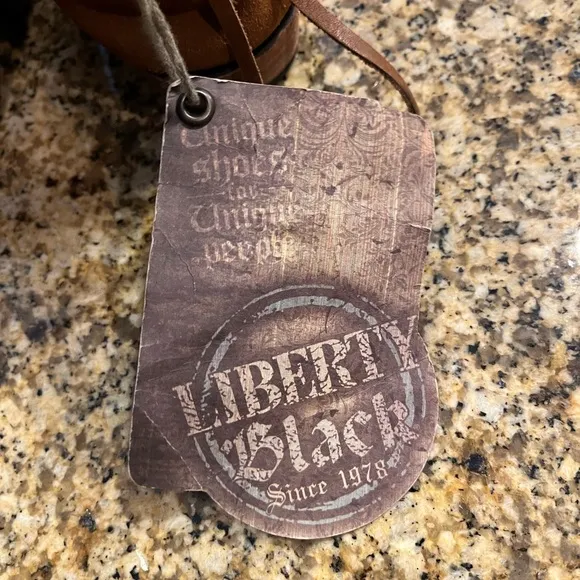 Unique
shoes
for
Unique
people
LIBERTY
Black
Since 1978